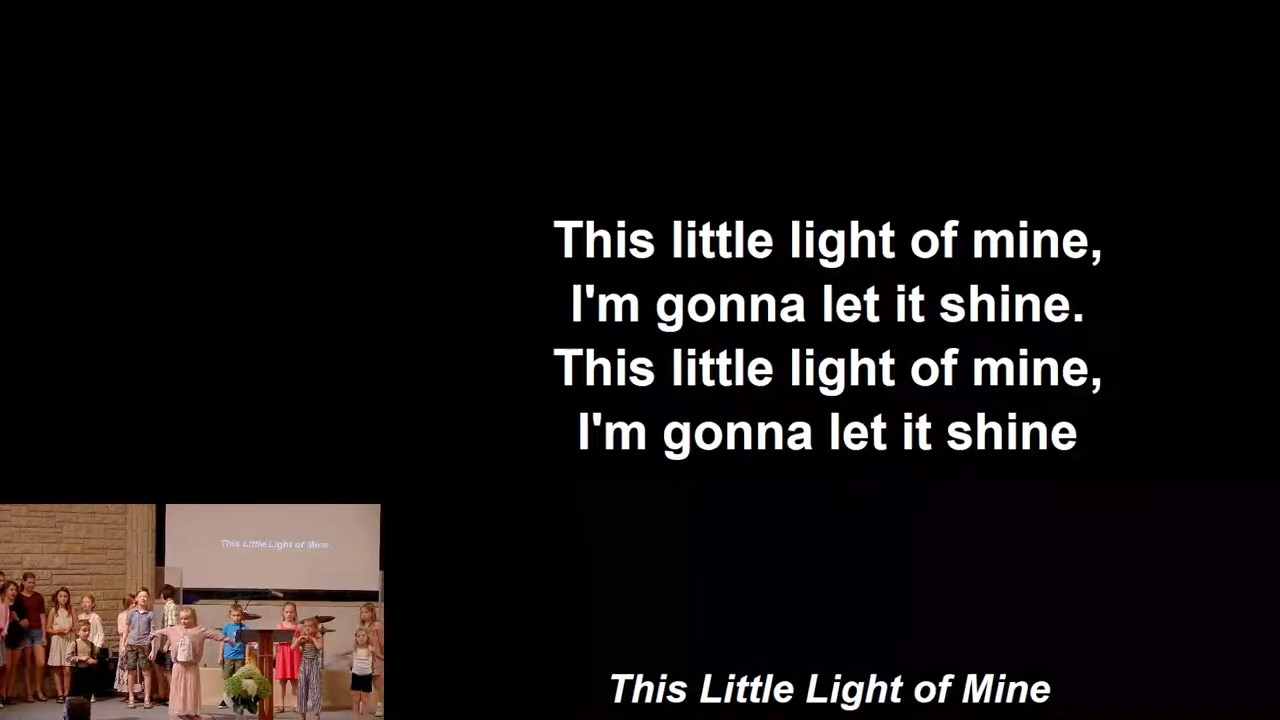 This little light of mine,
I'm gonna let it shine.
This little light of mine,
I'm gonna let it shine
This Little Light of Mine
This Little Light of Mine